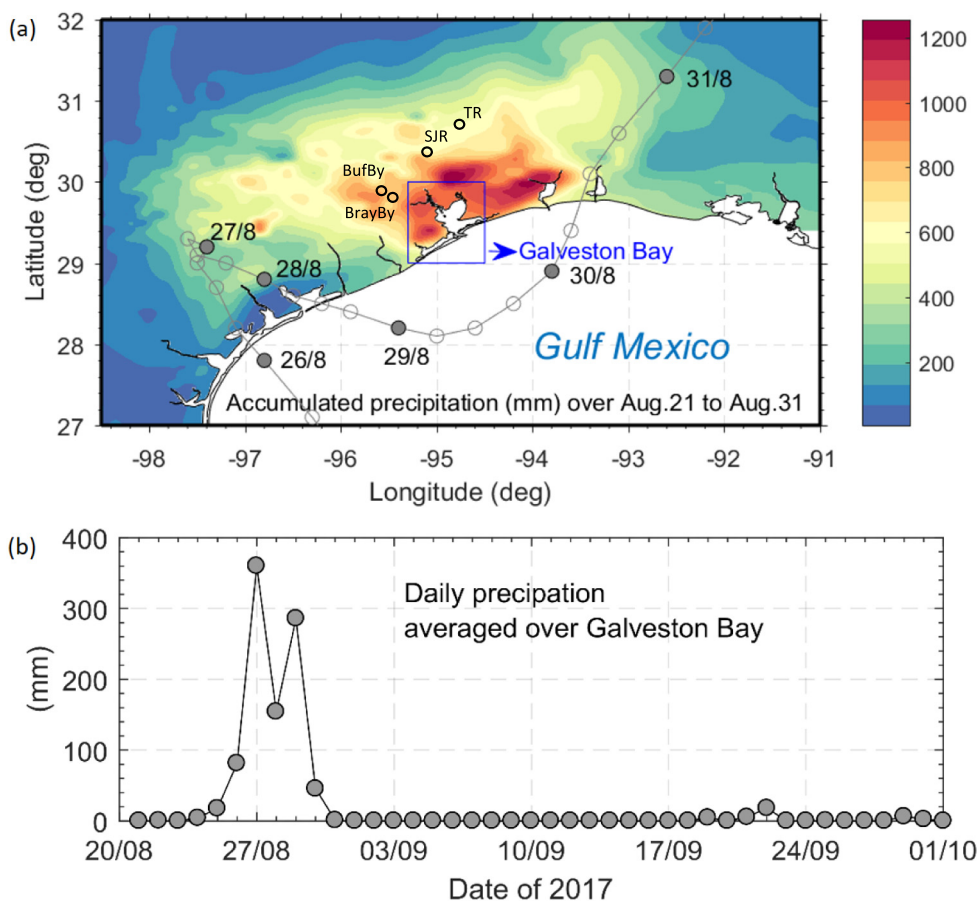 (a)
32
31
30
29
28
27
Latitude (deg)
-98
-97
-96
-95
-94
-93
-92
-91
Longitude (deg)
31/8
TR
SJR
BufBy
BrayBy
27/8
28/8
Galveston Bay
30/8
29/8
26/8
Gulf Mexico
Accumulated precipitation (mm) over Aug.21 to Aug.31
1200
1000
800
600
400
200
(b)
400
300
200
100
0
(mm)
Daily precipation
averaged over Galveston Bay
20/08
27/08
03/09
10/09
17/09
24/09
01/10
Date of 2017